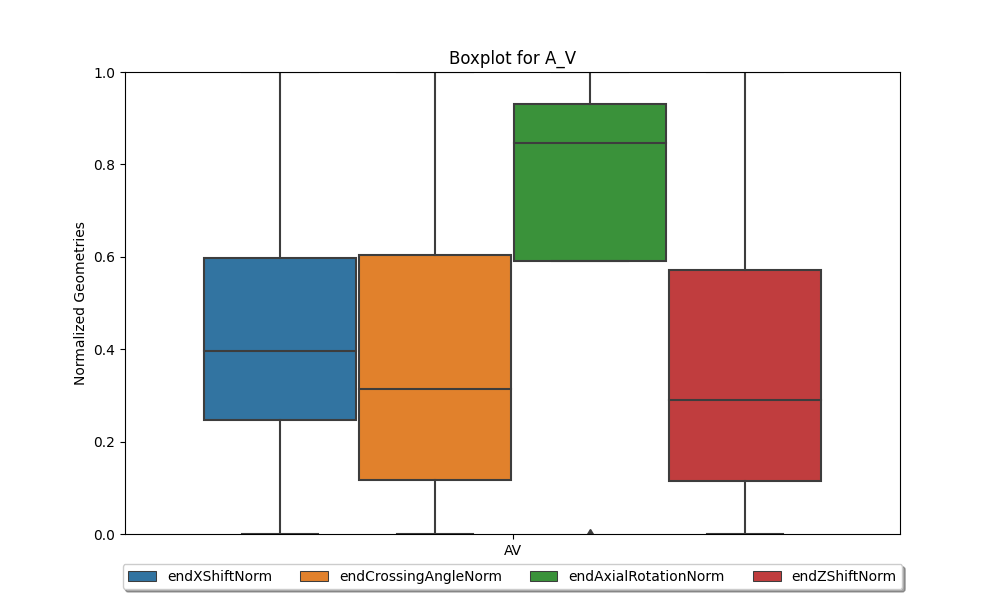 Boxplot for A_V
1.0
0.8
0.6
0.4
0.2
0.0
Normalized Geometries
AV
endXShiftNorm endCrossingAngleNorm endAxialRotationNorm endZShiftNorm